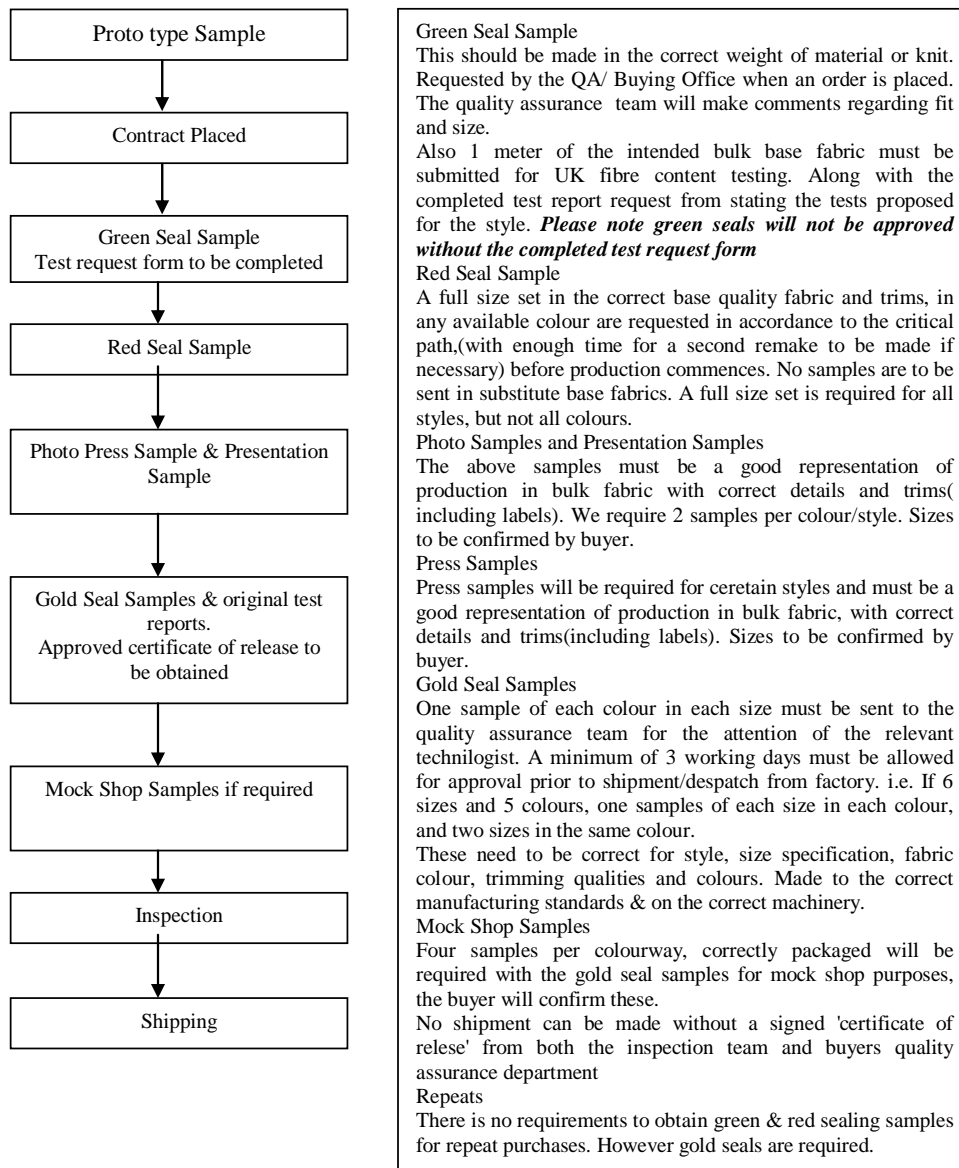 Proto type Sample
Contract Placed
Green Seal Sample
Test request form to be completed
Red Seal Sample
Photo Press Sample & Presentation
Sample
Gold Seal Samples & original test
reports.
Approved certificate of release to
be obtained
Mock Shop Samples if required
Inspection
Shipping
Green Seal Sample
This should be made in the correct weight of material or knit.
Requested by the QA/ Buying Office when an order is placed.
The quality assurance team will make comments regarding fit
and size.
Also 1 meter of the intended bulk base fabric must be
submitted for UK fibre content testing. Along with the
completed test report request from stating the tests proposed
for the style. Please note green seals will not be approved
without the completed test request form
Red Seal Sample
A full size set in the correct base quality fabric and trims, in
any available colour are requested in accordance to the critical
path,(with enough time for a second remake to be made if
necessary) before production commences. No samples are to be
sent in substitute base fabrics. A full size set is required for all
styles, but not all colours.
Photo Samples and Presentation Samples
The above samples must be a good representation of
production in bulk fabric with correct details and trims(
including labels). We require 2 samples per colour/style. Sizes
to be confirmed by buyer.
Press Samples
Press samples will be required for ceretain styles and must be a
good representation of production in bulk fabric, with correct
details and trims(including labels). Sizes to be confirmed by
buyer.
Gold Seal Samples
One sample of each colour in each size must be sent to the
quality assurance team for the attention of the relevant
technilogist. A minimum of 3 working days must be allowed
for approval prior to shipment/despatch from factory. i.e. If 6
sizes and 5 colours, one samples of each size in each colour,
and two sizes in the same colour.
These need to be correct for style, size specification, fabric
colour, trimming qualities and colours. Made to the correct
manufacturing standards & on the correct machinery.
Mock Shop Samples
Four samples per colourway, correctly packaged will be
required with the gold seal samples for mock shop purposes,
the buyer will confirm these.
No shipment can be made without a signed 'certificate of
relese' from both the inspection team and buyers quality
assurance department
Repeats
There is no requirements to obtain green & red sealing samples
for repeat purchases. However gold seals are required.